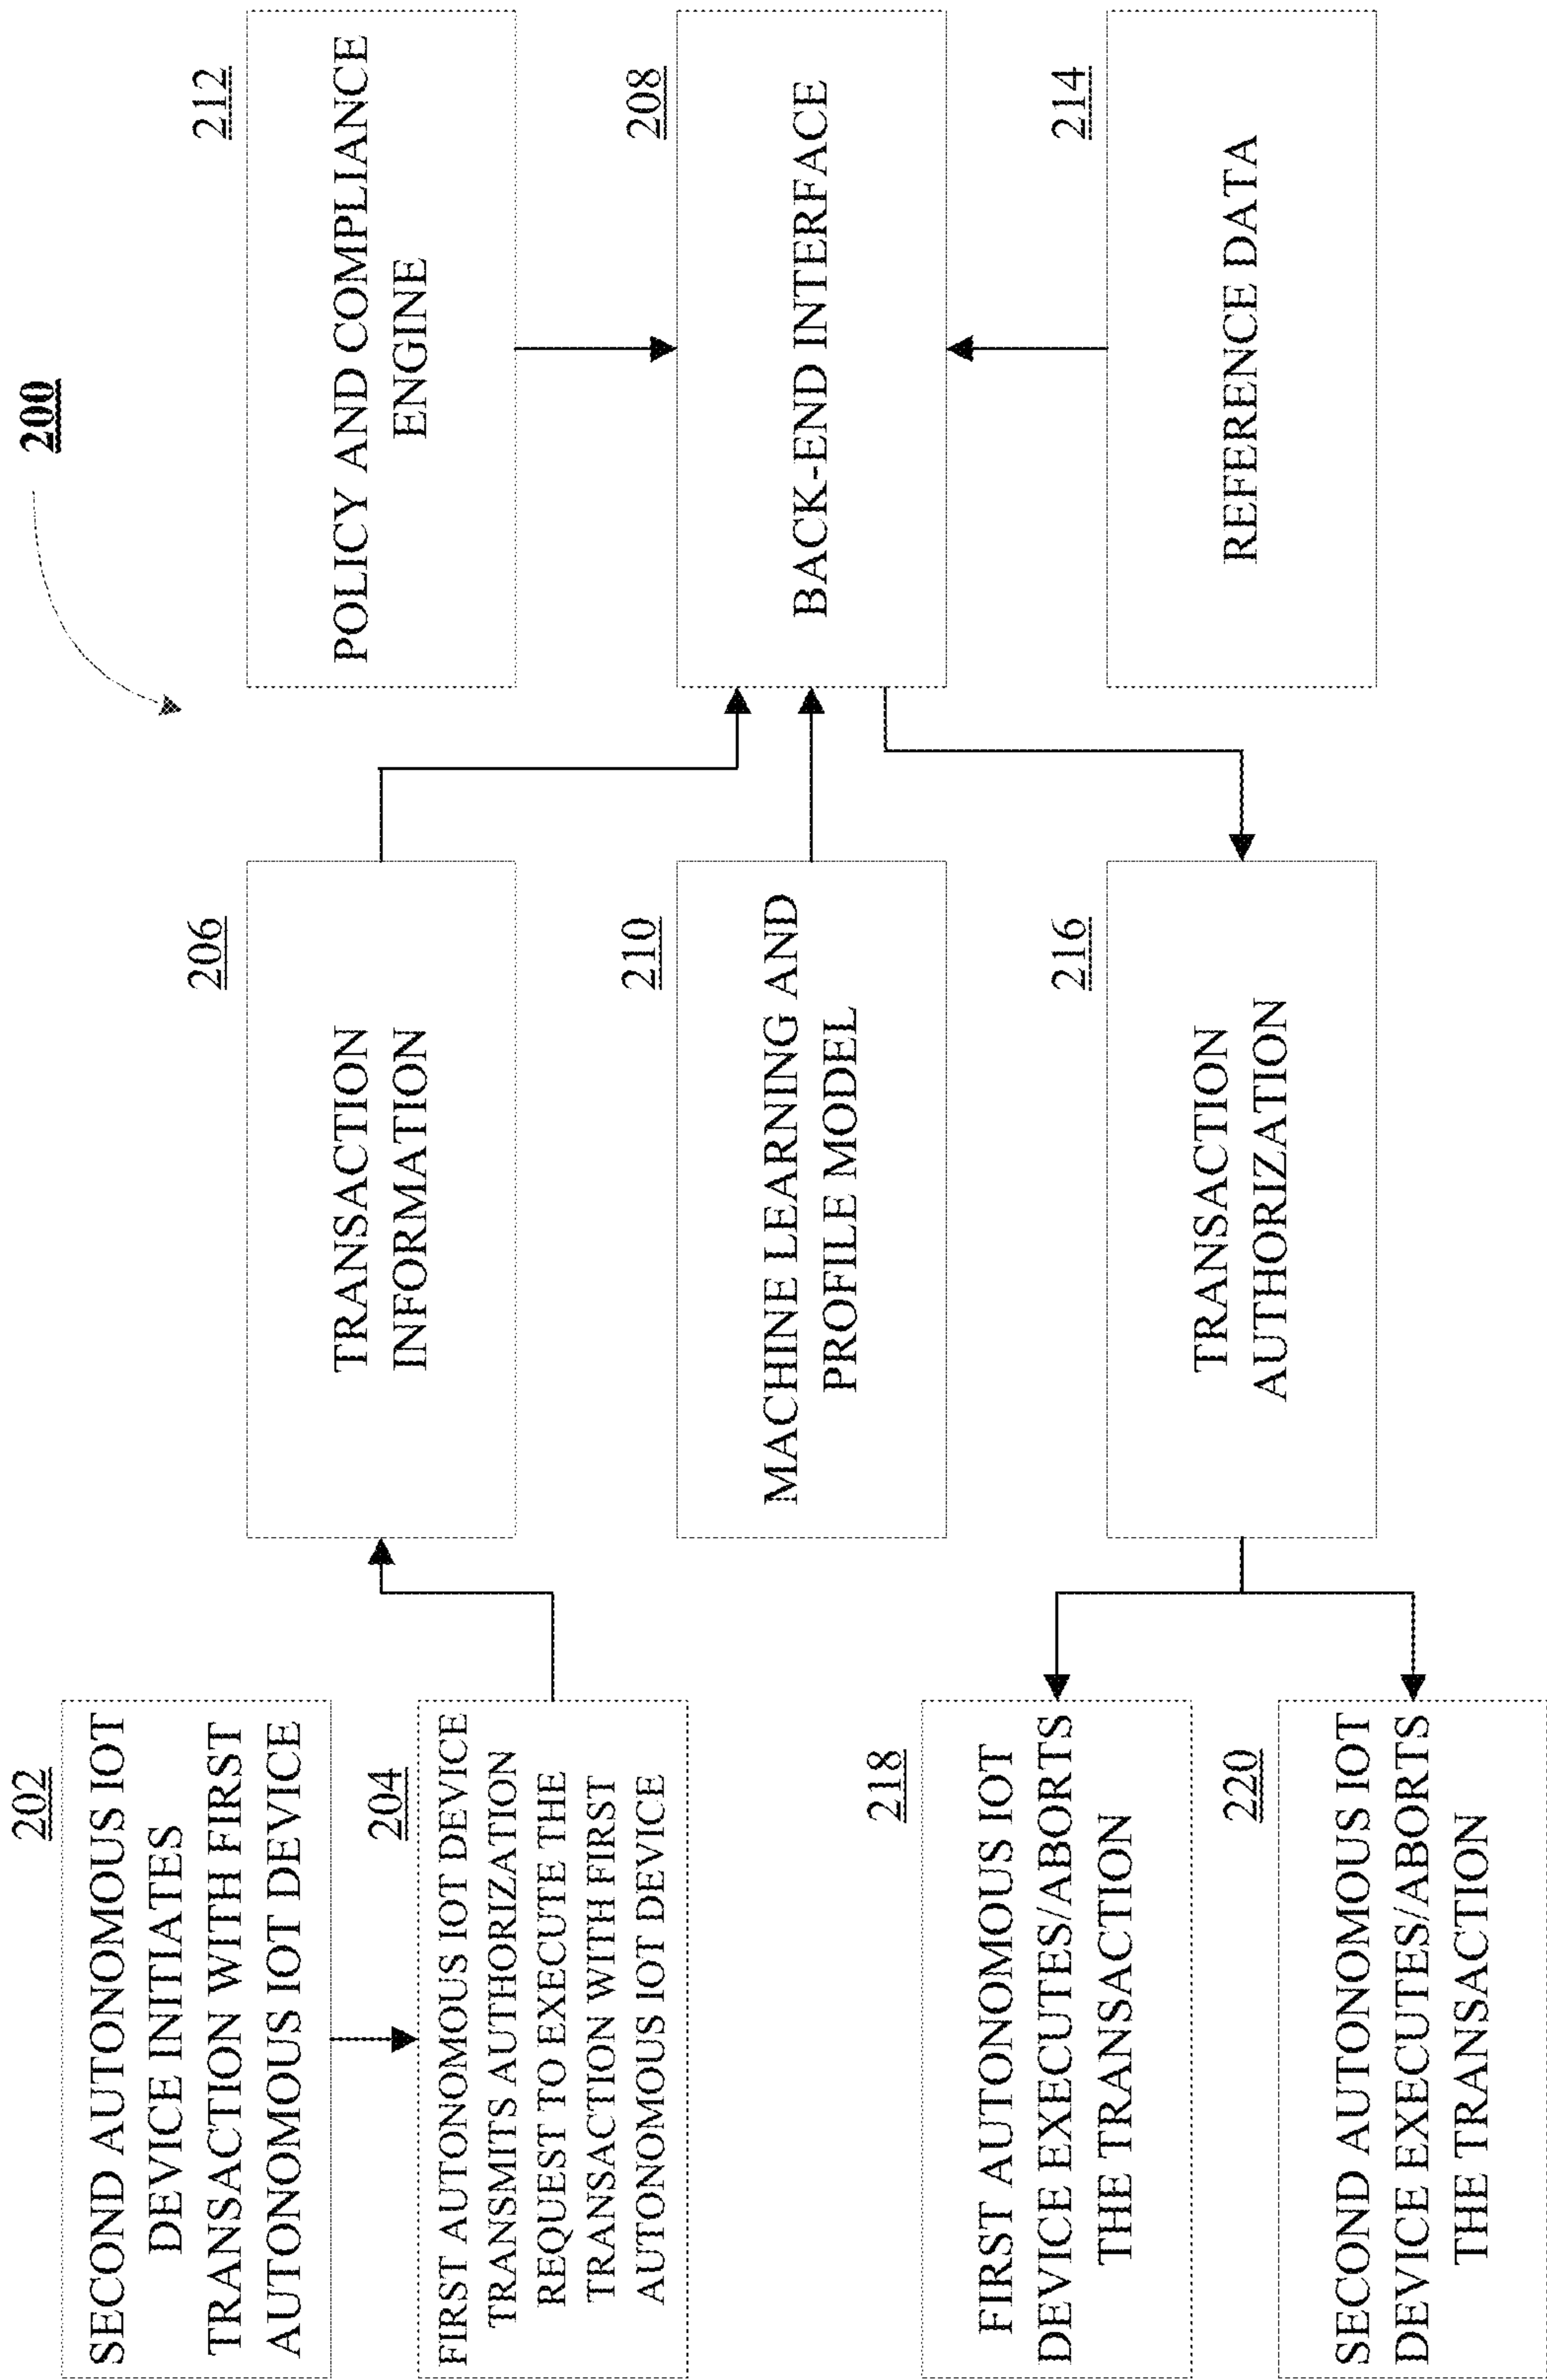 200
202
SECOND AUTONOMOUS IOT
DEVICE INITIATES
TRANSACTION WITH FIRST
AUTONOMOUS IOT DEVICE
204
FIRST AUTONOMOUS IOT DEVICE
TRANSMITS AUTHORIZATION
REQUEST TO EXECUTE THE
TRANSACTION WITH FIRST
AUTONOMOUS IOT DEVICE
206
TRANSACTION
INFORMATION
212
POLICY AND COMPLIANCE
ENGINE
210
MACHINE LEARNING AND
PROFILE MODEL
208
BACK-END INTERFACE
218
FIRST AUTONOMOUS IOT
DEVICE EXECUTES/ABORTS
THE TRANSACTION
220
SECOND AUTONOMOUS IOT
DEVICE EXECUTES/ABORTS
THE TRANSACTION
216
TRANSACTION
AUTHORIZATION
214
REFERENCE DATA